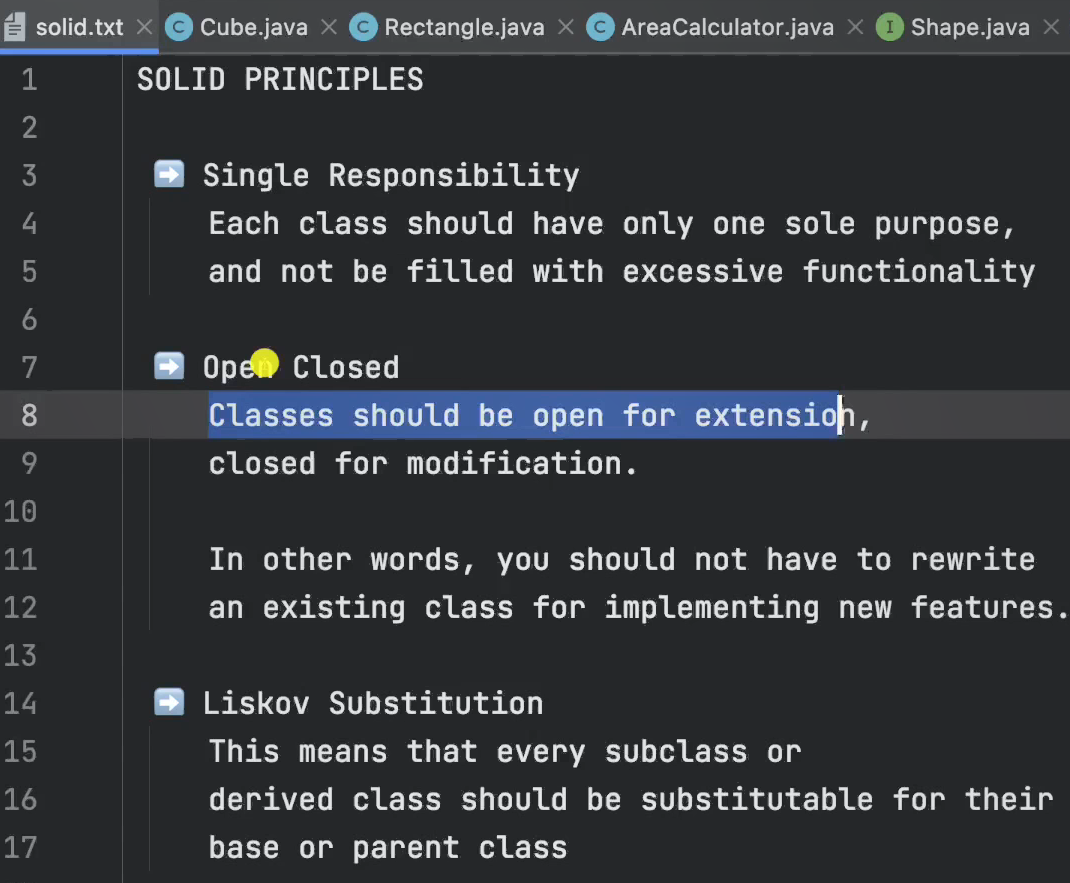 solid.txt Cube.java Rectangle.java AreaCalculator.java Shape.java
1 SOLID PRINCIPLES
2
3 ➡️ Single Responsibility
4 Each class should have only one sole purpose,
5 and not be filled with excessive functionality
6
7 ➡️ Open Closed
8 Classes should be open for extension,
9 closed for modification.
10
11 In other words, you should not have to rewrite
12 an existing class for implementing new features.
13
14 ➡️ Liskov Substitution
15 This means that every subclass or
16 derived class should be substitutable for their
17 base or parent class